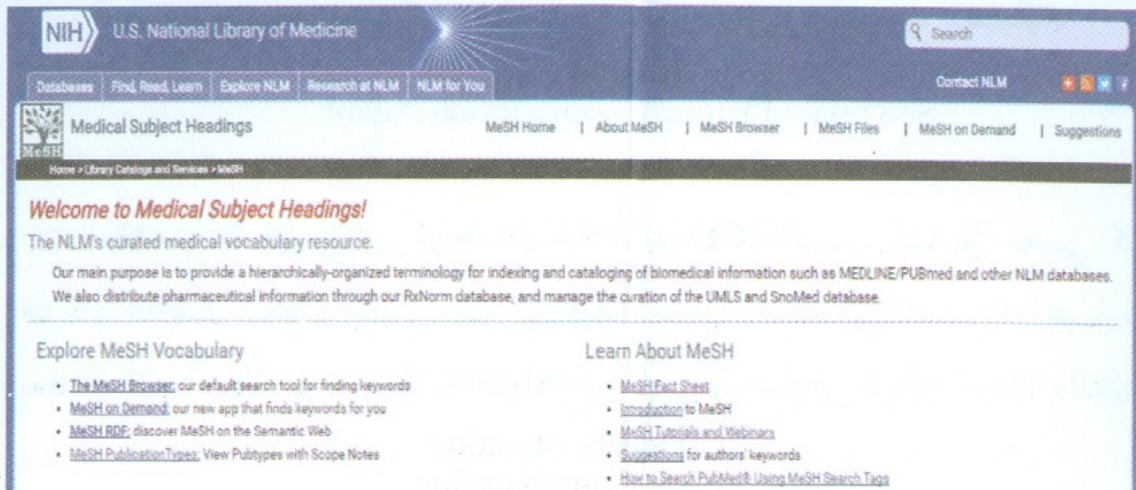 NIH U.S. National Library of Medicine
Search
Databases Find, Read, Learn Explore NLM Research at NLM NLM for You
Contact NLM
MeSH Medical Subject Headings
MeSH Home | About MeSH | MeSH Browser | MeSH Files | MeSH on Demand | Suggestions
Home > Library Catalogs and Services > MeSH
Welcome to Medical Subject Headings!
The NLM's curated medical vocabulary resource.
Our main purpose is to provide a hierarchically-organized terminology for indexing and cataloging of biomedical information such as MEDLINE/PUBmed and other NLM databases.
We also distribute pharmaceutical information through our RxNorm database, and manage the curation of the UMLS and SnoMed database.
Explore MeSH Vocabulary
• The MeSH Browser: our default search tool for finding keywords
• MeSH on Demand: our new app that finds keywords for you
• MeSH RDF: discover MeSH on the Semantic Web
• MeSH PublicationTypes: View Pubtypes with Scope Notes
Learn About MeSH
• MeSH Fact Sheet
• Introduction to MeSH
• MeSH Tutorials and Webinars
• Suggestions for authors' keywords
• How to Search PubMed® Using MeSH Search Tags